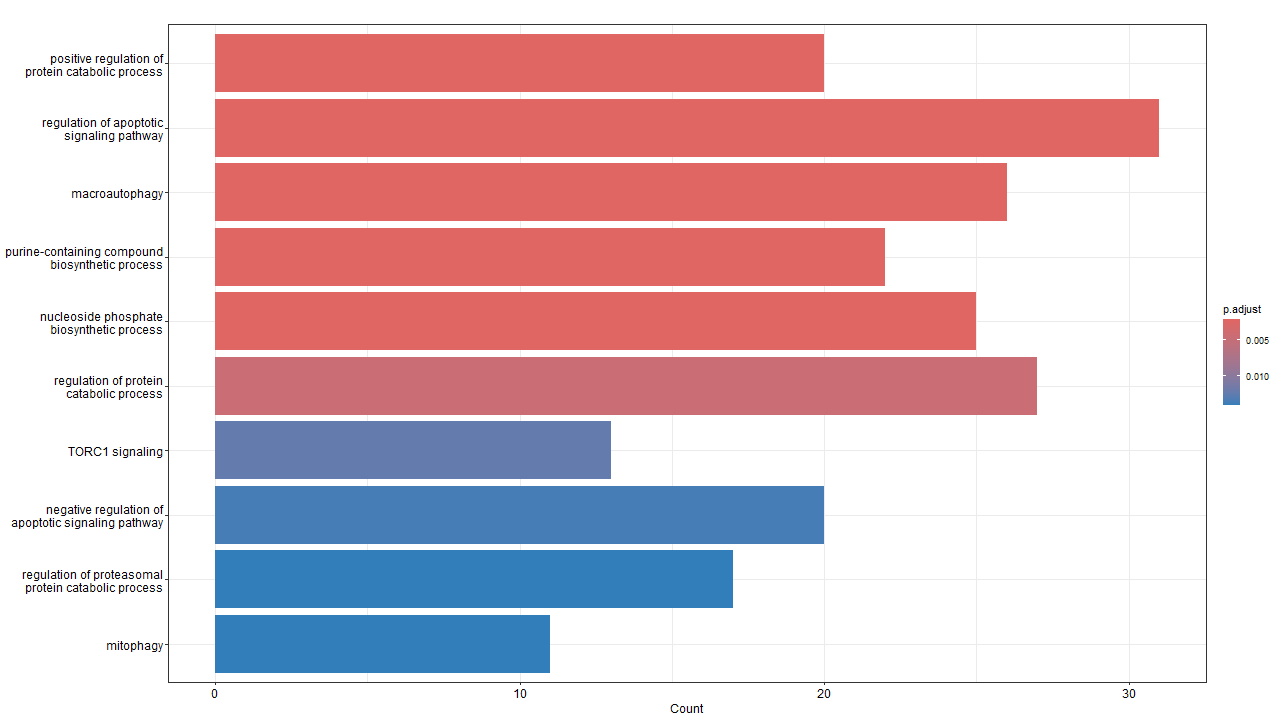 positive regulation of
protein catabolic process
regulation of apoptotic
signaling pathway
macroautophagy
purine-containing compound
biosynthetic process
nucleoside phosphate
biosynthetic process
regulation of protein
catabolic process
TORC1 signaling
negative regulation of
apoptotic signaling pathway
regulation of proteasomal
protein catabolic process
mitophagy
0 10 20 30
Count
p.adjust
0.005
0.010